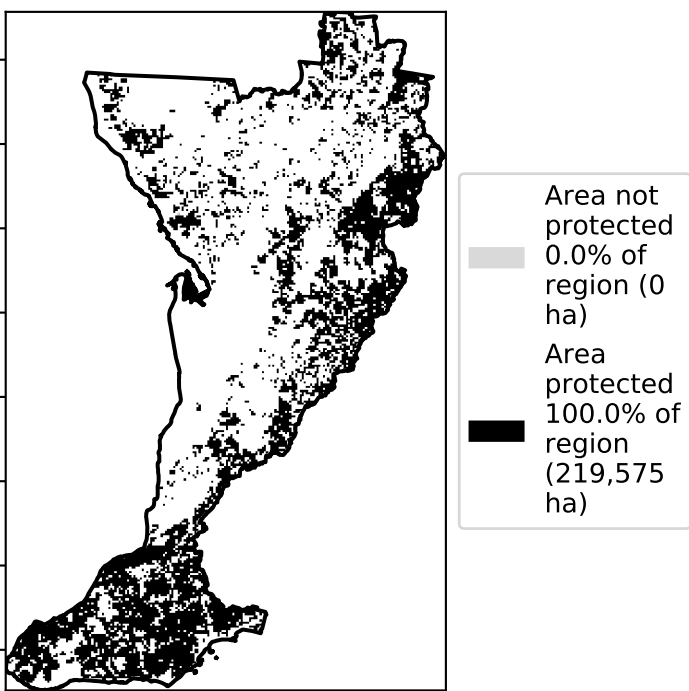 Area not
protected
0.0% of
region (0
ha)
Area
protected
100.0% of
region
(219,575
ha)